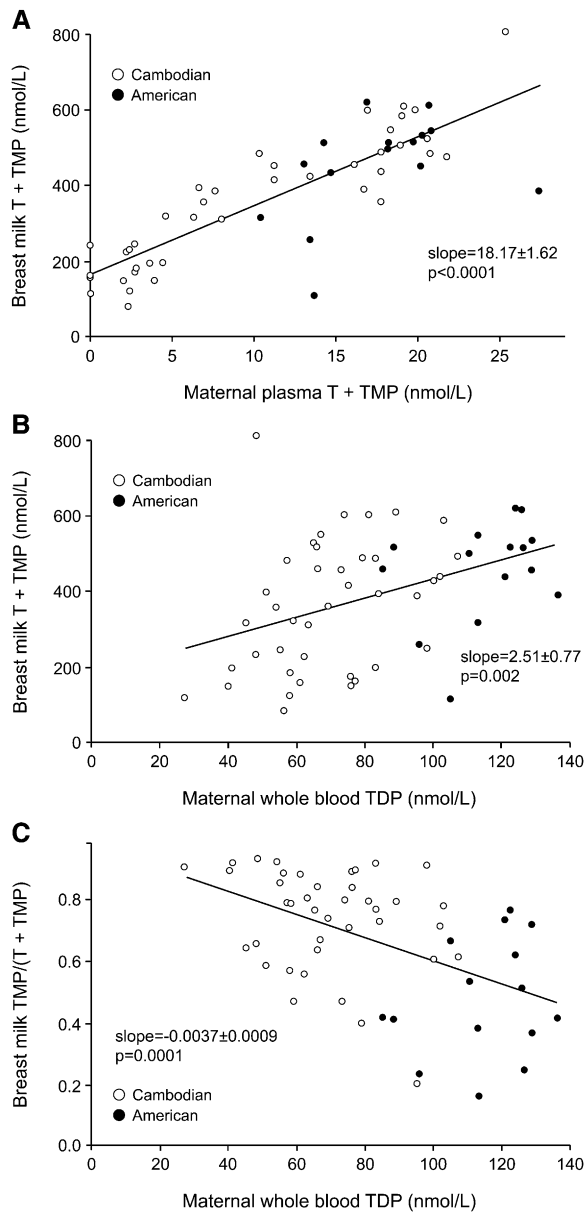 A
800
600
400
200
0
Breast milk T + TMP (nmol/L)
Cambodian
American
slope=18.17±1.62
p<0.0001
0 5 10 15 20 25
Maternal plasma T + TMP (nmol/L)
B
800
600
400
200
0
Breast milk T + TMP (nmol/L)
Cambodian
American
slope=2.51±0.77
p=0.002
0 20 40 60 80 100 120 140
Maternal whole blood TDP (nmol/L)
C
0.8
0.6
0.4
0.2
0.0
Breast milk TMP/(T + TMP)
slope=-0.0037±0.0009
p=0.0001
Cambodian
American
0 20 40 60 80 100 120 140
Maternal whole blood TDP (nmol/L)